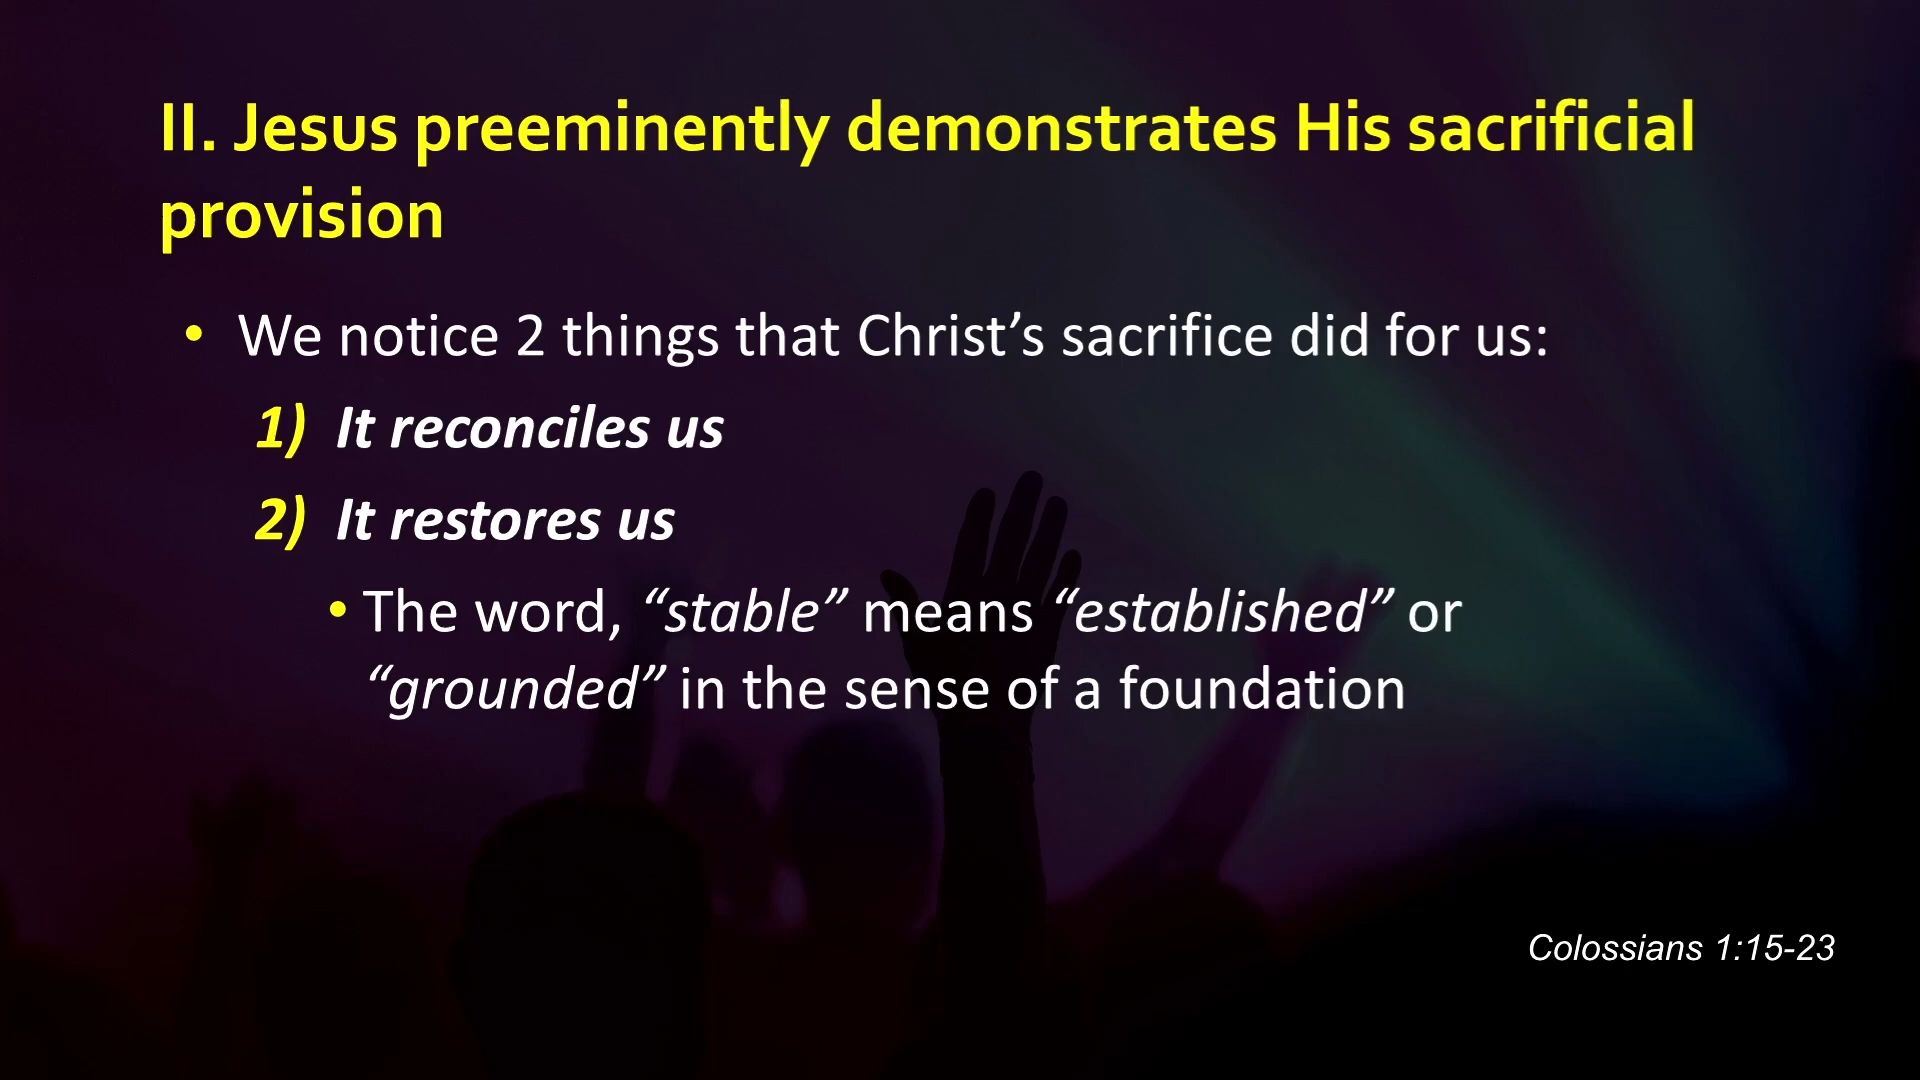 II. Jesus preeminently demonstrates His sacrificial
provision
• We notice 2 things that Christ’s sacrifice did for us:
1) It reconciles us
2) It restores us
• The word, “stable” means “established” or
“grounded” in the sense of a foundation
Colossians 1:15-23